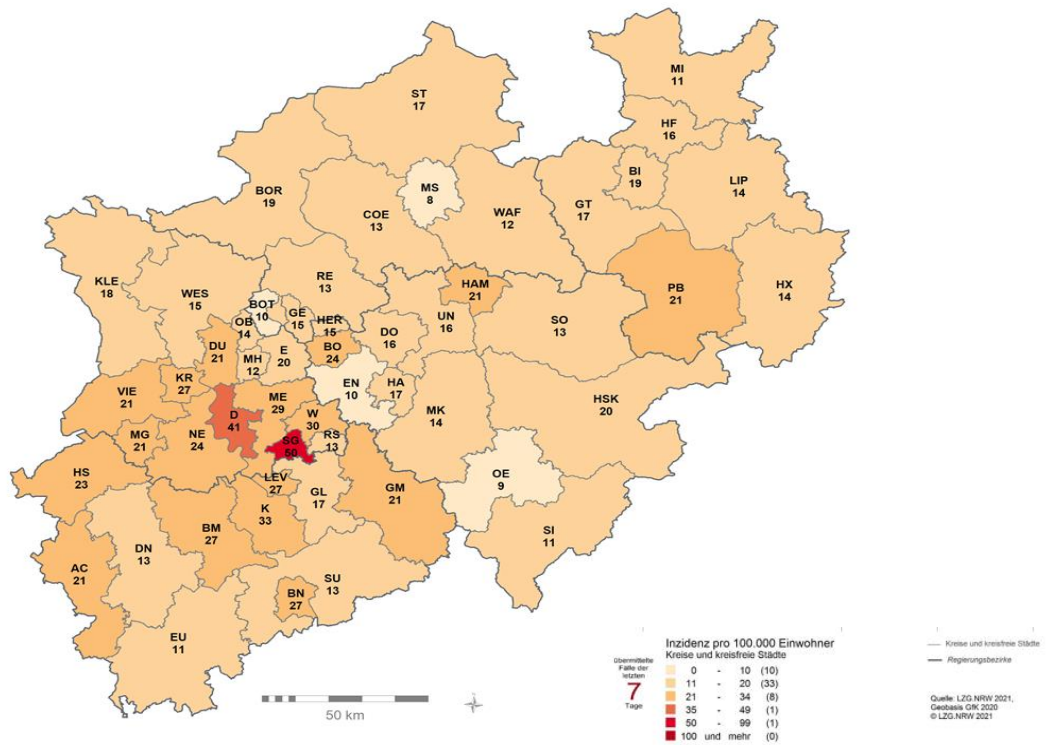 MI
11
ST
17
HF
16
BI
19
LIP
14
MS
8
BOR
19
GT
17
COE
13
WAF
12
KLE
18
RE
13
HAM
21
PB
21
HX
14
WES
15
BOT
10
GE
15
HER
15
UN
16
SO
13
OB
14
DO
16
DU
21
MH
12
E
20
BO
24
KR
27
EN
10
HA
17
VIE
21
ME
29
HSK
20
D
41
W
30
MK
14
MG
21
NE
24
SG
50
RS
13
HS
23
LEV
27
GL
17
GM
21
OE
9
K
33
BM
27
SI
11
DN
13
AC
21
SU
13
BN
27
EU
11
50 km
Inzidenz pro 100.000 Einwohner
Kreise und kreisfreie Städte
übermittelte
Fälle der
letzten
7
Tage
0 - 10 (10)
11 - 20 (33)
21 - 34 (8)
35 - 49 (1)
50 - 99 (1)
100 und mehr (0)
Kreise und kreisfreie Städte
Regierungsbezirke
Quelle: LZG.NRW 2021,
Geobasis GfK 2020
© LZG.NRW 2021